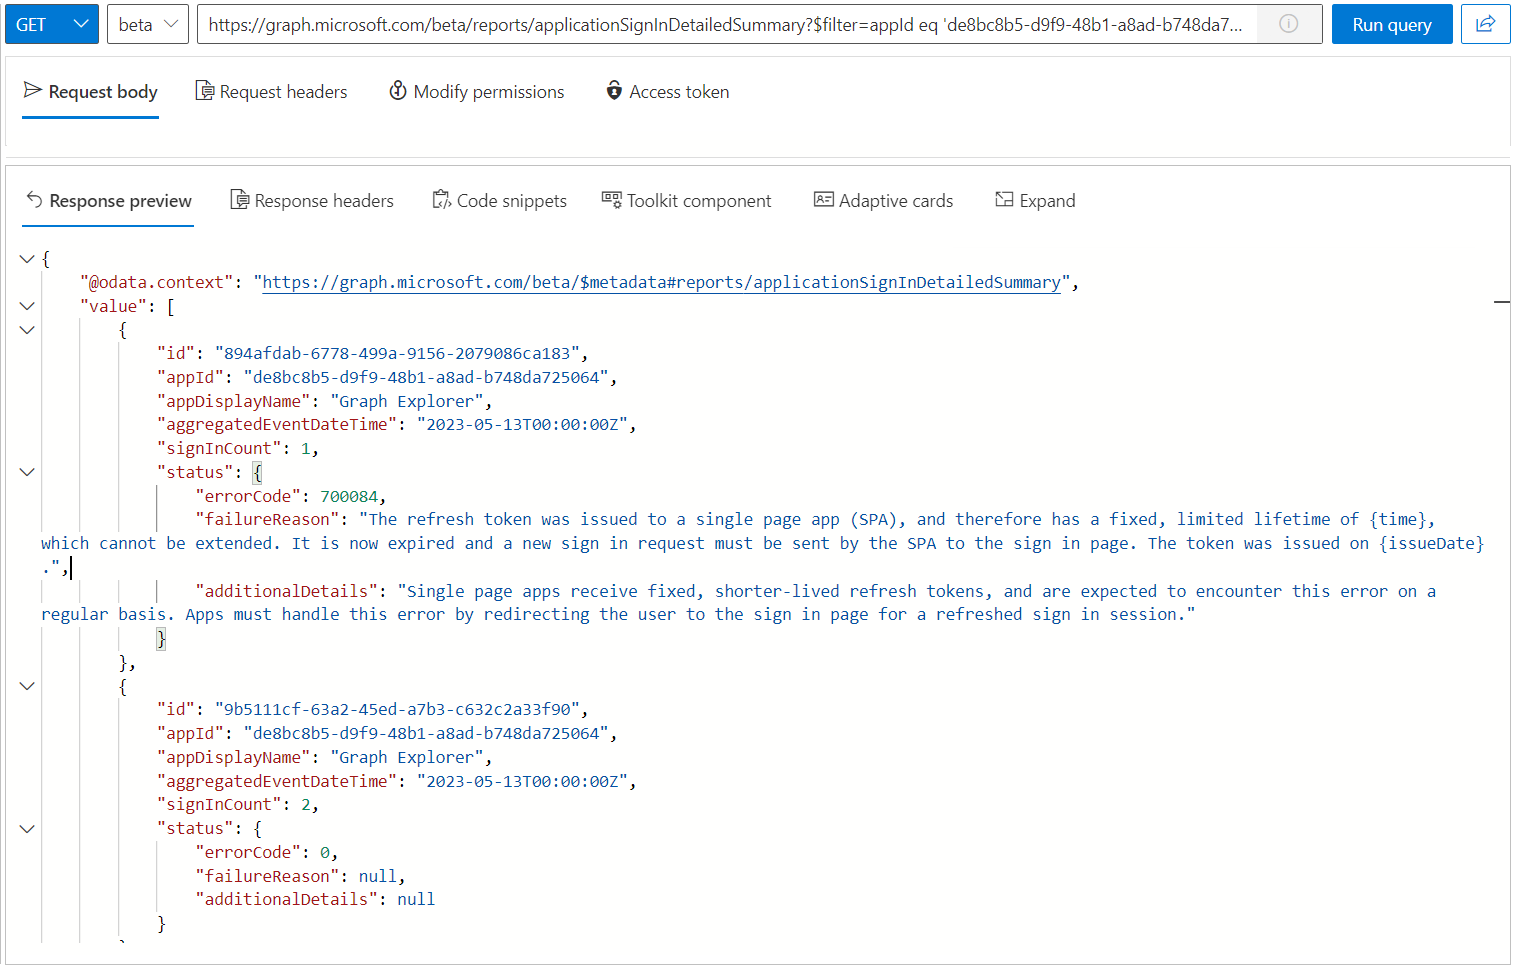 GET beta https://graph.microsoft.com/beta/reports/applicationSignInDetailedSummary?$filter=appId eq 'de8bc8b5-d9f9-48b1-a8ad-b748da7... Run query
Request body Request headers Modify permissions Access token
Response preview Response headers Code snippets Toolkit component Adaptive cards Expand
{
"@odata.context": "https://graph.microsoft.com/beta/$metadata#reports/applicationSignInDetailedSummary",
"value": [
{
"id": "894afdab-6778-499a-9156-2079086ca183",
"appId": "de8bc8b5-d9f9-48b1-a8ad-b748da725064",
"appDisplayName": "Graph Explorer",
"aggregatedEventDateTime": "2023-05-13T00:00:00Z",
"signInCount": 1,
"status": {
"errorCode": 700084,
"failureReason": "The refresh token was issued to a single page app (SPA), and therefore has a fixed, limited lifetime of {time},
which cannot be extended. It is now expired and a new sign in request must be sent by the SPA to the sign in page. The token was issued on {issueDate}
.",
"additionalDetails": "Single page apps receive fixed, shorter-lived refresh tokens, and are expected to encounter this error on a
regular basis. Apps must handle this error by redirecting the user to the sign in page for a refreshed sign in session."
}
},
{
"id": "9b5111cf-63a2-45ed-a7b3-c632c2a33f90",
"appId": "de8bc8b5-d9f9-48b1-a8ad-b748da725064",
"appDisplayName": "Graph Explorer",
"aggregatedEventDateTime": "2023-05-13T00:00:00Z",
"signInCount": 2,
"status": {
"errorCode": 0,
"failureReason": null,
"additionalDetails": null
}